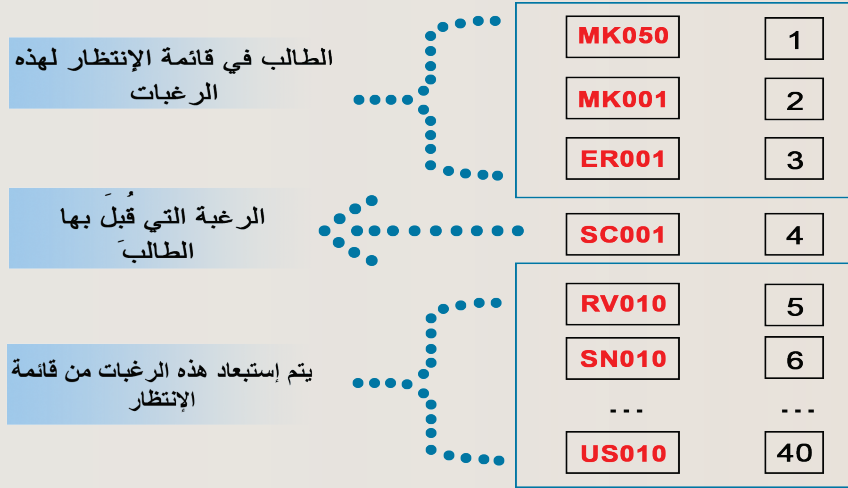 1 MK050
2 MK001
3 ER001
الطالب في قائمة الإنتظار لهذه
الرغبات
4 SC001
الرغبة التي قُبلَ بها
الطالبَ
5 RV010
6 SN010
--- ---
40 US010
يتم إستبعاد هذه الرغبات من قائمة
الإنتظار